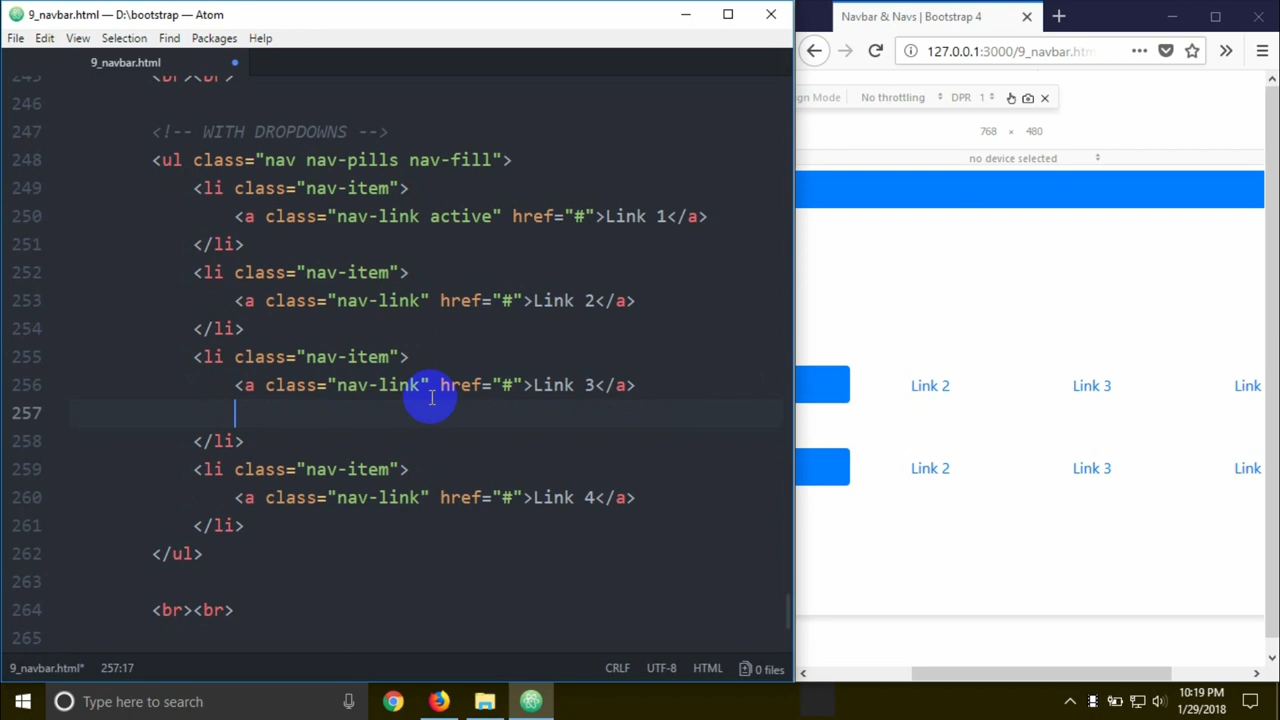 9_navbar.html — D:\bootstrap — Atom
File Edit View Selection Find Packages Help
9_navbar.html
245 <br><br>
246
247 <!-- WITH DROPDOWNS -->
248 <ul class="nav nav-pills nav-fill">
249 <li class="nav-item">
250 <a class="nav-link active" href="#">Link 1</a>
251 </li>
252 <li class="nav-item">
253 <a class="nav-link" href="#">Link 2</a>
254 </li>
255 <li class="nav-item">
256 <a class="nav-link" href="#">Link 3</a>
257
258 </li>
259 <li class="nav-item">
260 <a class="nav-link" href="#">Link 4</a>
261 </li>
262 </ul>
263
264 <br><br>
265
9_navbar.html* 257:17 CRLF UTF-8 HTML 0 files
Navbar & Navs | Bootstrap 4
127.0.0.1:3000/9_navbar.htm
gn Mode No throttling DPR 1
768 × 480
no device selected
Link 2 Link 3 Link
Link 2 Link 3 Link
Type here to search
10:19 PM
1/29/2018